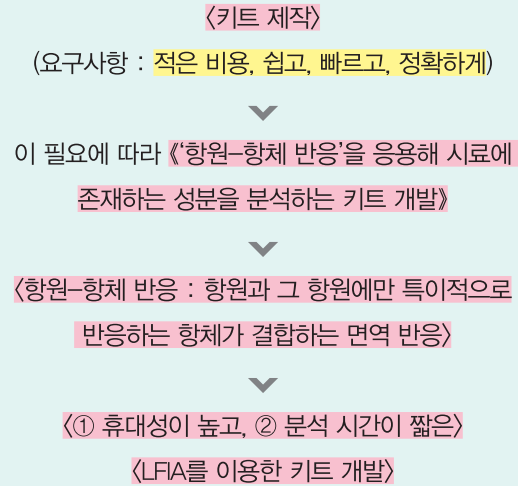 〈키트 제작〉
(요구사항 : 적은 비용, 쉽고, 빠르고, 정확하게)
이 필요에 따라 《‘항원-항체 반응’을 응용해 시료에
존재하는 성분을 분석하는 키트 개발》
〈항원-항체 반응 : 항원과 그 항원에만 특이적으로
반응하는 항체가 결합하는 면역 반응〉
〈① 휴대성이 높고, ② 분석 시간이 짧은〉
〈LFIA를 이용한 키트 개발〉